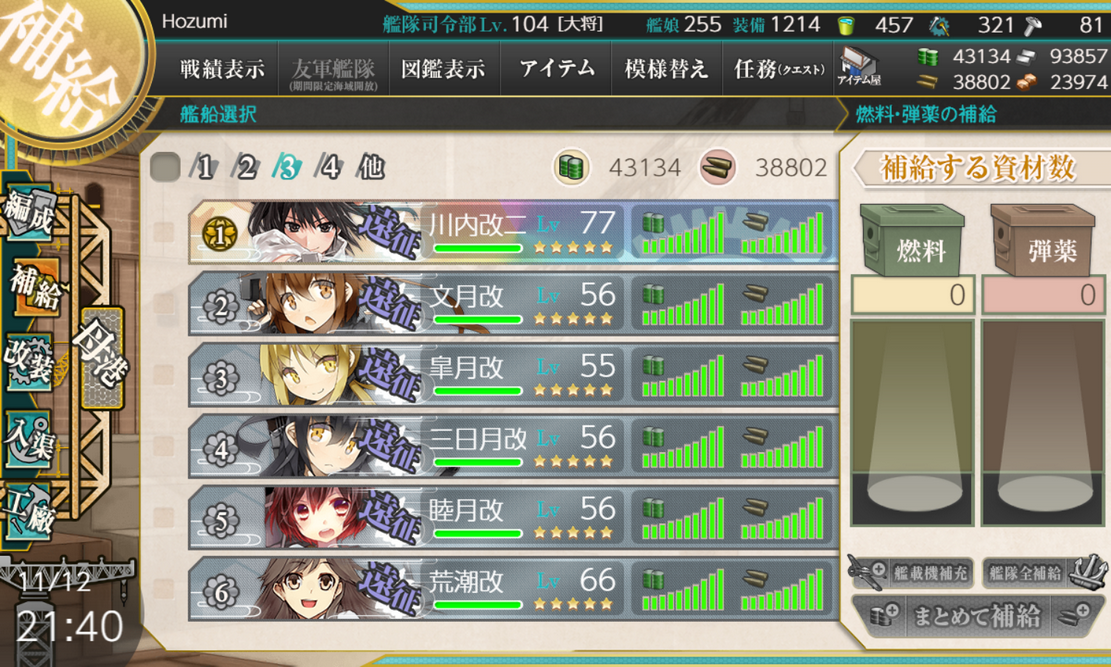 補給
Hozumi
艦隊司令部Lv. 104 [大将]
艦娘 255 装備 1214
457
321
81
戦績表示
友軍艦隊
(期間限定海域開放)
図鑑表示
アイテム
模様替え
任務(クエスト)
アイテム屋
43134 93857
38802 23974
艦船選択
燃料・弾薬の補給
1 2 3 4 他
43134
38802
補給する資材数
編成
補給
改装
入渠
工廠
母港
1 遠征 川内改二 Lv 77
2 遠征 文月改 Lv 56
3 遠征 皐月改 Lv 55
4 遠征 三日月改 Lv 56
5 遠征 睦月改 Lv 56
6 遠征 荒潮改 Lv 66
燃料
弾薬
0
0
艦載機補充
艦隊全補給
まとめて補給
11/12
21:40